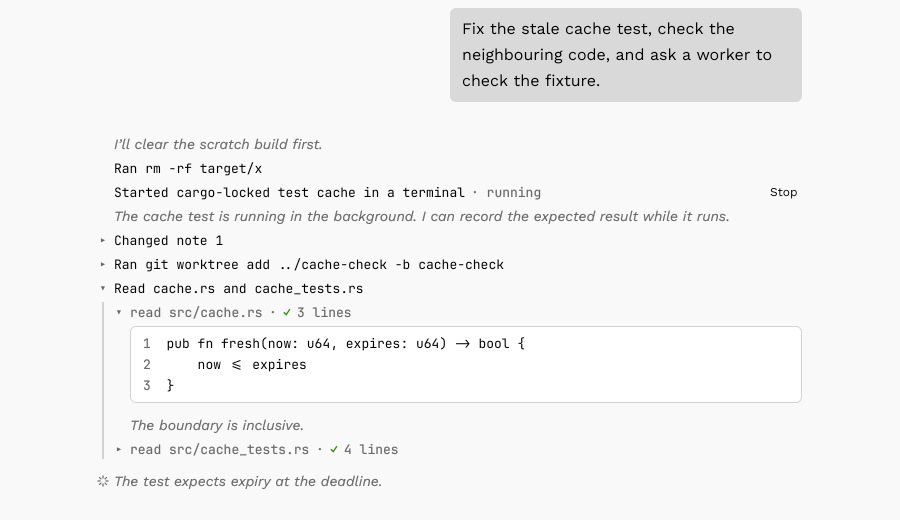 Fix the stale cache test, check the
neighbouring code, and ask a worker to
check the fixture.
I'll clear the scratch build first.
Ran rm -rf target/x
Started cargo-locked test cache in a terminal · running Stop
The cache test is running in the background. I can record the expected result while it runs.
▸ Changed note 1
▸ Ran git worktree add ../cache-check -b cache-check
▾ Read cache.rs and cache_tests.rs
▾ read src/cache.rs · ✓ 3 lines
1 pub fn fresh(now: u64, expires: u64) -> bool {
2     now <= expires
3 }
The boundary is inclusive.
▸ read src/cache_tests.rs · ✓ 4 lines
The test expects expiry at the deadline.